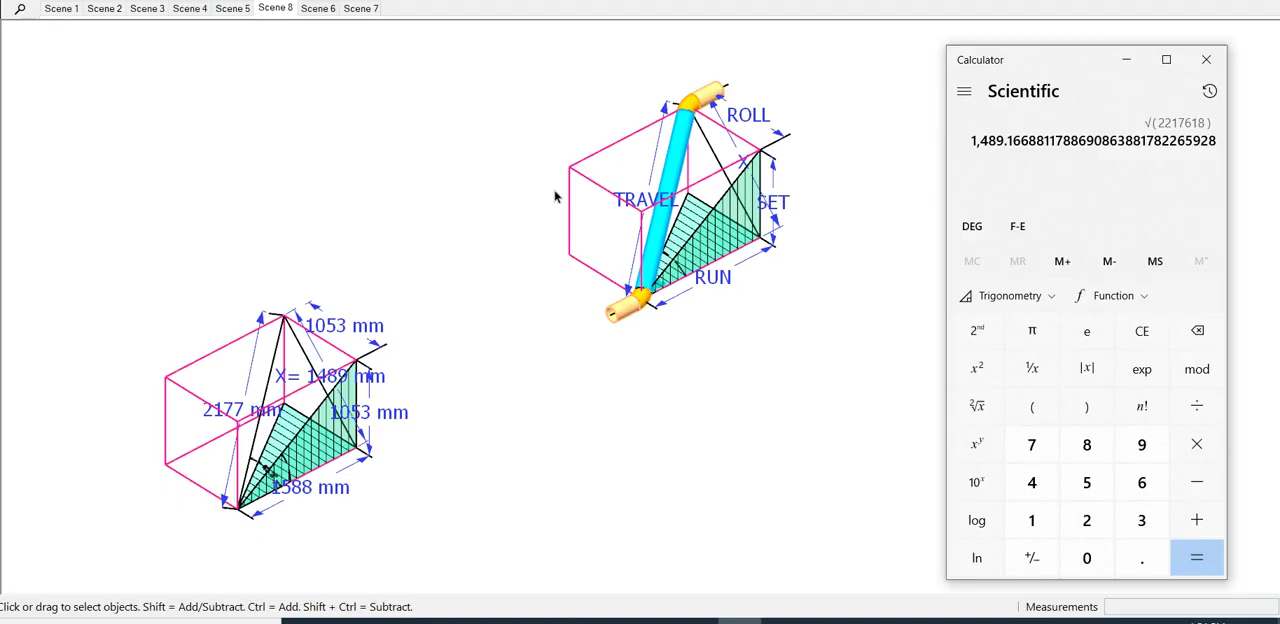 Scene 1 Scene 2 Scene 3 Scene 4 Scene 5 Scene 8 Scene 6 Scene 7
ROLL
X
TRAVEL
SET
RUN
1053 mm
X= 1489 mm
2177 mm
1053 mm
1588 mm
Calculator
Scientific
√(2217618)
1,489.1668811788690863881782265928
DEG F-E
MC MR M+ M- MS M˅
Trigonometry f Function
2nd π e CE
x² ¹/x |x| exp mod
²√x ( ) n! ÷
xʸ 7 8 9 ×
10ˣ 4 5 6 −
log 1 2 3 +
ln +/− 0 . =
Click or drag to select objects. Shift = Add/Subtract. Ctrl = Add. Shift + Ctrl = Subtract.
Measurements